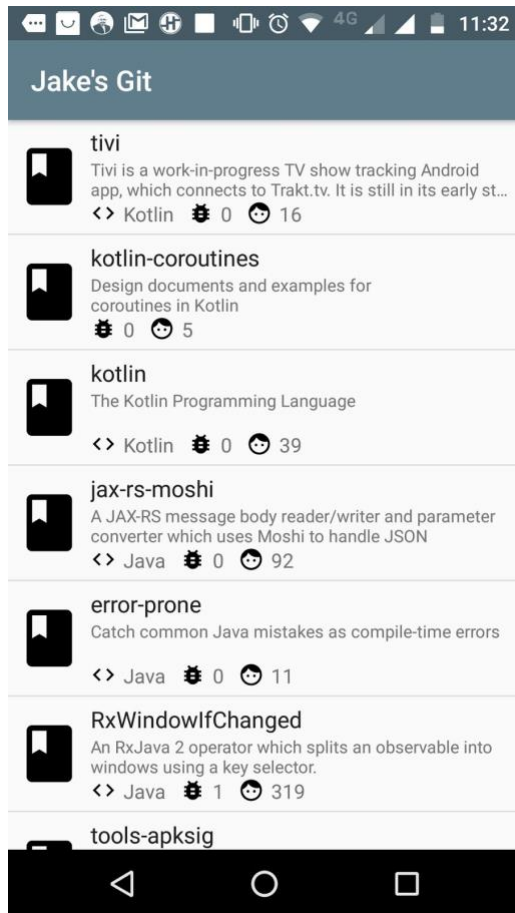 4G 11:32
Jake's Git
tivi
Tivi is a work-in-progress TV show tracking Android
app, which connects to Trakt.tv. It is still in its early st...
<> Kotlin 0 16
kotlin-coroutines
Design documents and examples for
coroutines in Kotlin
0 5
kotlin
The Kotlin Programming Language
<> Kotlin 0 39
jax-rs-moshi
A JAX-RS message body reader/writer and parameter
converter which uses Moshi to handle JSON
<> Java 0 92
error-prone
Catch common Java mistakes as compile-time errors
<> Java 0 11
RxWindowIfChanged
An RxJava 2 operator which splits an observable into
windows using a key selector.
<> Java 1 319
tools-apksig